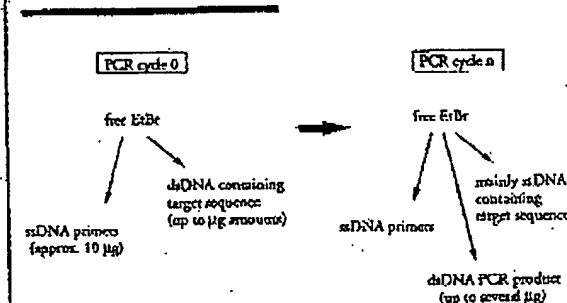 PCR cycle 0
free EtBr
dsDNA containing
target sequence
(up to µg amounts)
ssDNA primers
(approx. 10 µg)
PCR cycle n
free EtBr
mainly ssDNA
containing
target sequence
ssDNA primers
dsDNA PCR product
(up to several µg)